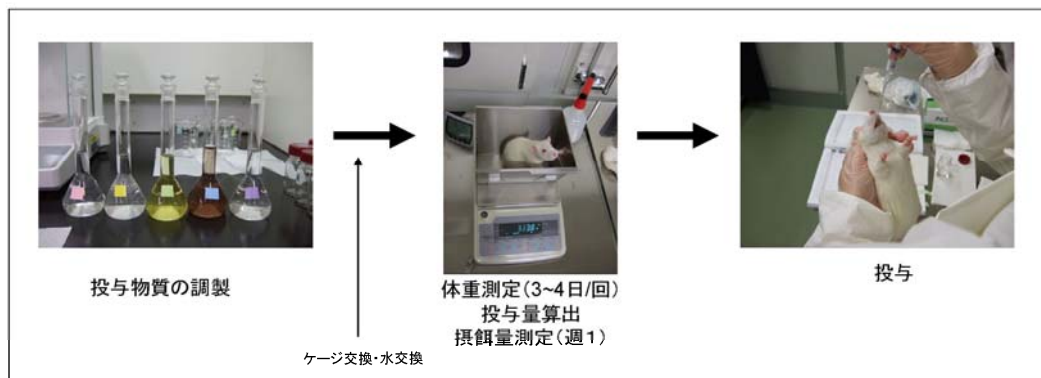 投与物質の調製
体重測定(3~4日/回)
投与量算出
摂餌量測定(週1)
投与
ケージ交換・水交換